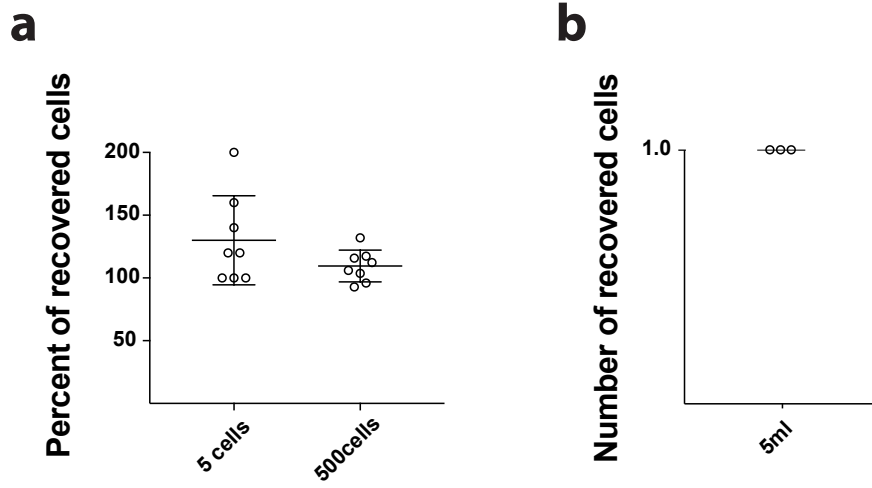 a
Percent of recovered cells
200
150
100
50
5 cells
500cells
b
Number of recovered cells
1.0
5ml